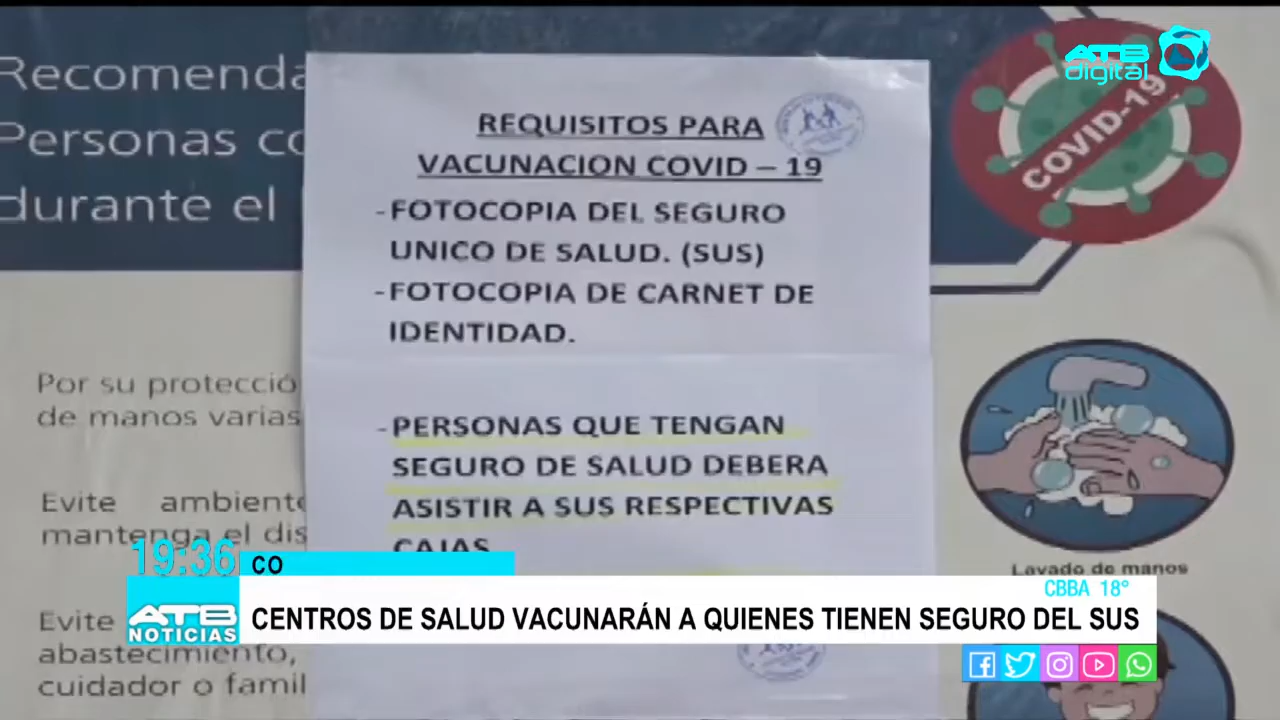 Recomenda
Personas co
durante el
ATB
digital
COVID-19
REQUISITOS PARA
VACUNACION COVID – 19
-FOTOCOPIA DEL SEGURO
UNICO DE SALUD. (SUS)
-FOTOCOPIA DE CARNET DE
IDENTIDAD.
-PERSONAS QUE TENGAN
SEGURO DE SALUD DEBERA
ASISTIR A SUS RESPECTIVAS
CAJAS
Por su protecció
de manos varias
Evite ambiente
mantenga el dis
Evite
abastecimiento,
cuidador o famil
Lavado de manos
19:36
CO
CBBA 18°
ATB
NOTICIAS
CENTROS DE SALUD VACUNARÁN A QUIENES TIENEN SEGURO DEL SUS